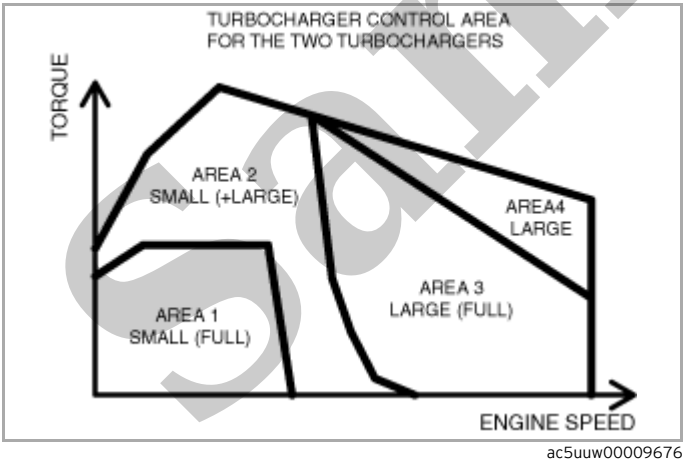 TURBOCHARGER CONTROL AREA
FOR THE TWO TURBOCHARGERS
TORQUE
AREA 2
SMALL (+LARGE)
AREA4
LARGE
AREA 3
LARGE (FULL)
AREA 1
SMALL (FULL)
ENGINE SPEED
ac5uuw00009676